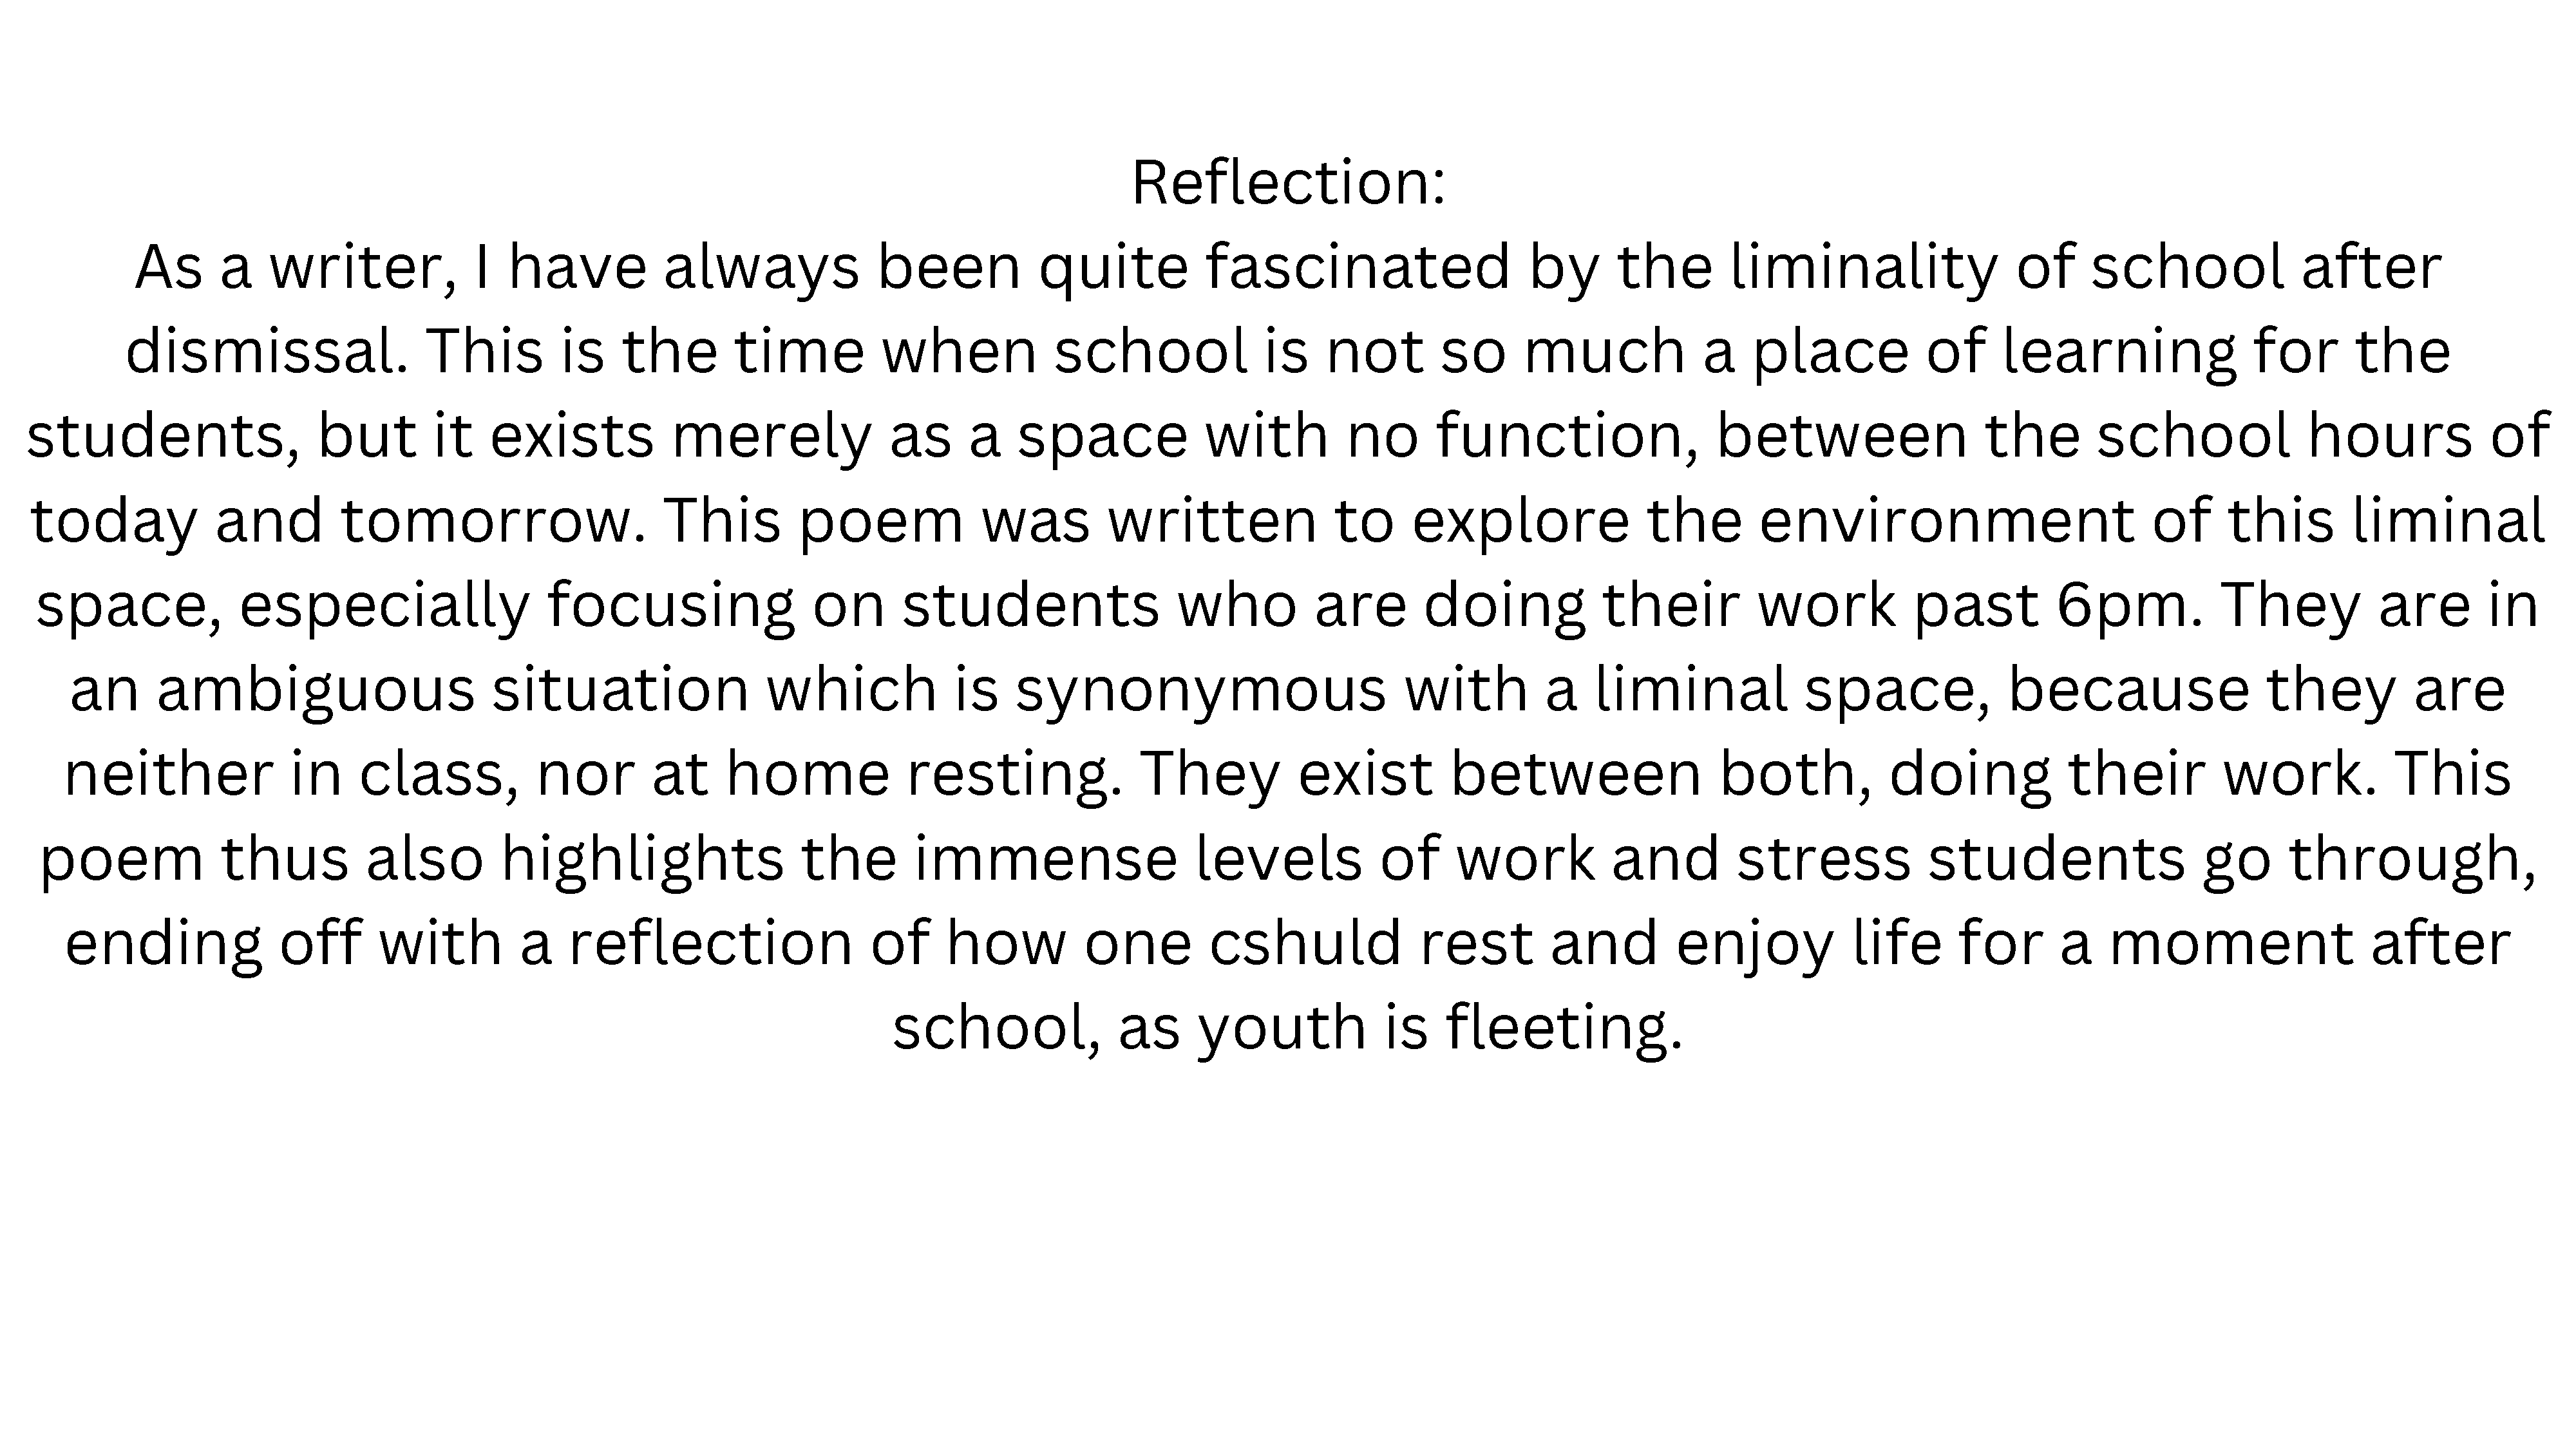 Reflection:
As a writer, I have always been quite fascinated by the liminality of school after
dismissal. This is the time when school is not so much a place of learning for the
students, but it exists merely as a space with no function, between the school hours of
today and tomorrow. This poem was written to explore the environment of this liminal
space, especially focusing on students who are doing their work past 6pm. They are in
an ambiguous situation which is synonymous with a liminal space, because they are
neither in class, nor at home resting. They exist between both, doing their work. This
poem thus also highlights the immense levels of work and stress students go through,
ending off with a reflection of how one cshuld rest and enjoy life for a moment after
school, as youth is fleeting.